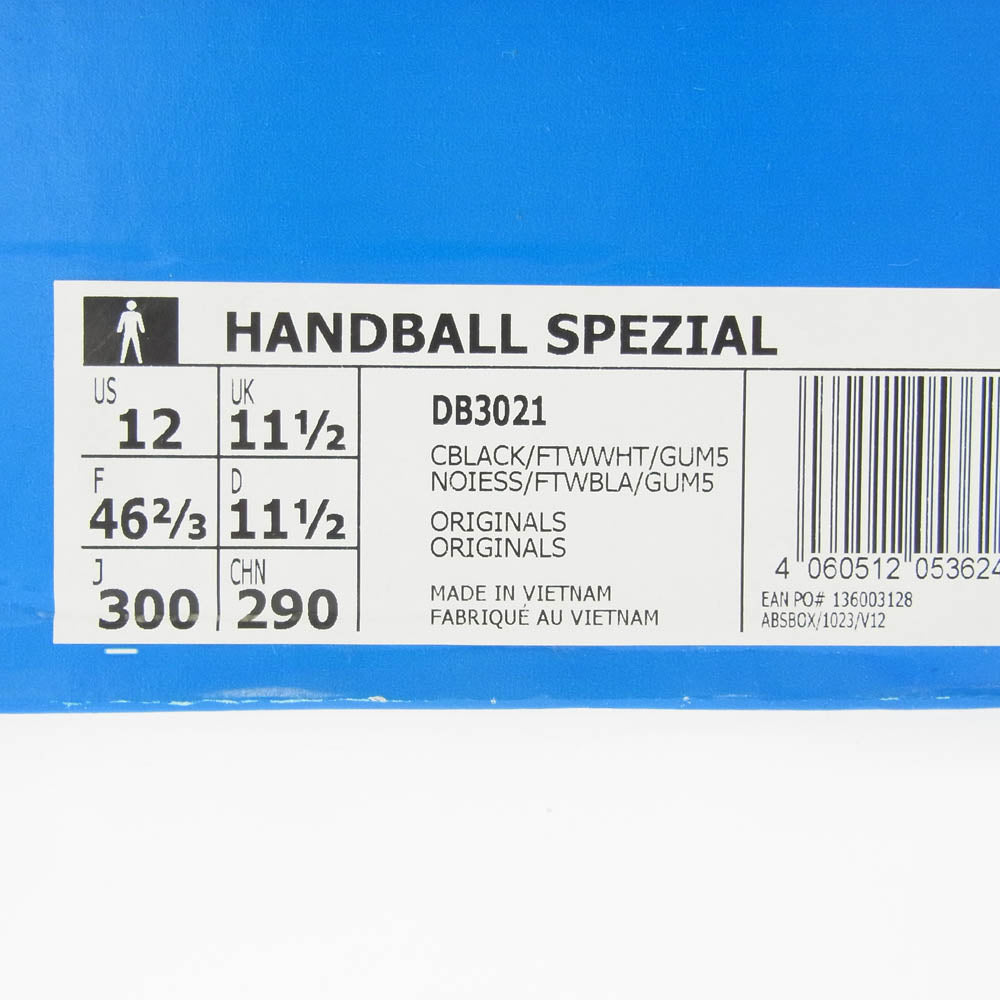 HANDBALL SPEZIAL
US 12
UK 11½
F 46⅔
D 11½
J 300
CHN 290
DB3021
CBLACK/FTWWHT/GUM5
NOIESS/FTWBLA/GUM5
ORIGINALS
ORIGINALS
MADE IN VIETNAM
FABRIQUÉ AU VIETNAM
4 060512 053624
EAN PO# 136003128
ABSBOX/1023/V12